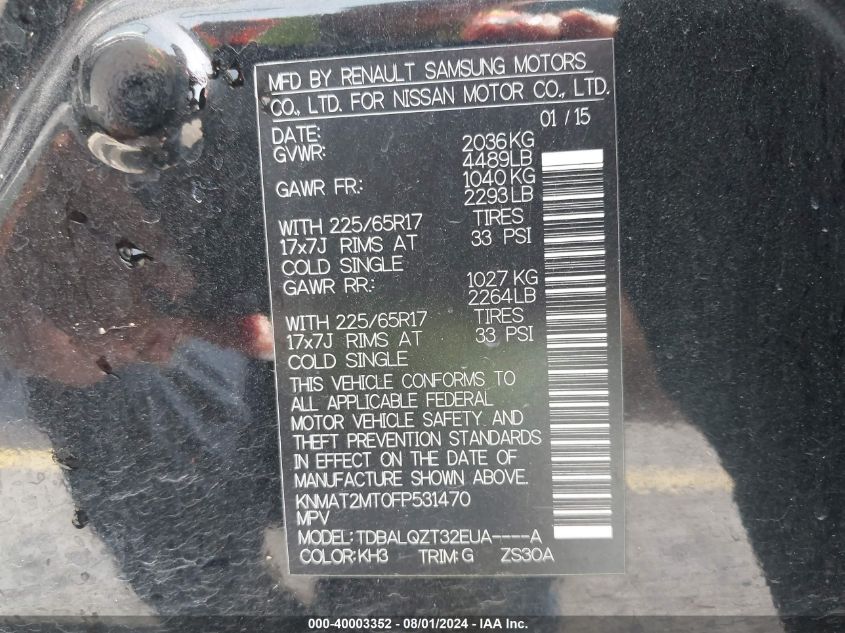 MFD BY RENAULT SAMSUNG MOTORS
CO., LTD. FOR NISSAN MOTOR CO., LTD.
DATE: 01 / 15
GVWR: 2036KG
4489LB
GAWR FR: 1040KG
2293LB
WITH 225/65R17 TIRES
17x7J RIMS AT 33 PSI
COLD SINGLE
GAWR RR: 1027KG
2264LB
WITH 225/65R17 TIRES
17x7J RIMS AT 33 PSI
COLD SINGLE
THIS VEHICLE CONFORMS TO
ALL APPLICABLE FEDERAL
MOTOR VEHICLE SAFETY AND
THEFT PREVENTION STANDARDS
IN EFFECT ON THE DATE OF
MANUFACTURE SHOWN ABOVE.
KNMAT2MT0FP531470
MPV
MODEL: TDBALQZT32EUA----A
COLOR: KH3 TRIM: G ZS30A
000-40003352 - 08/01/2024 - IAA Inc.